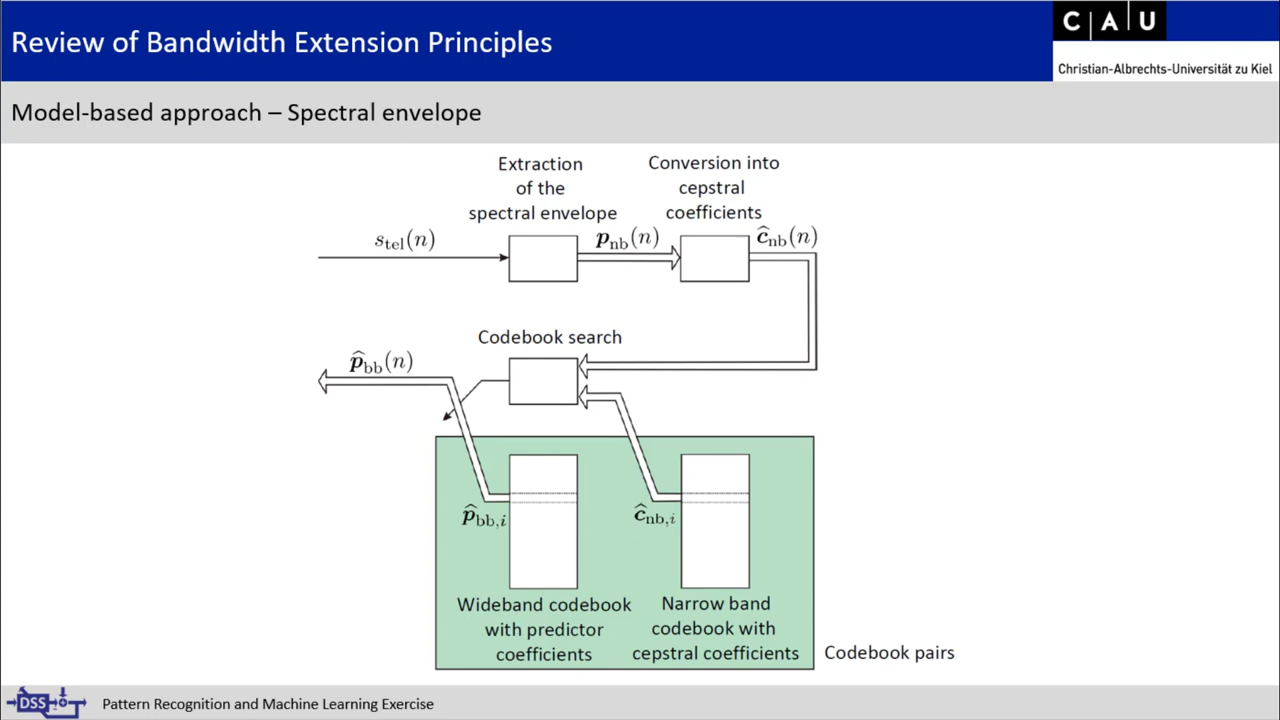 Review of Bandwidth Extension Principles
C A U
Christian-Albrechts-Universität zu Kiel
Model-based approach – Spectral envelope
Extraction
of the
spectral envelope
Conversion into
cepstral
coefficients
s_tel(n)
p_nb(n)
ĉ_nb(n)
Codebook search
p̂_bb(n)
p̂_bb,i
ĉ_nb,i
Wideband codebook
with predictor
coefficients
Narrow band
codebook with
cepstral coefficients
Codebook pairs
DSS
Pattern Recognition and Machine Learning Exercise